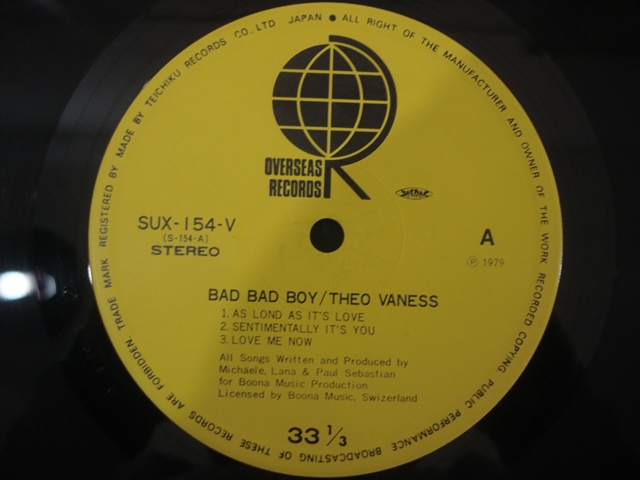 MADE BY TEICHIKU RECORDS CO., LTD JAPAN • ALL RIGHT OF THE MANUFACTURER AND OWNER OF THE WORK RECORDED COPYING PUBLIC PERFORMANCE BROADCASTING OF THESE RECORDS ARE FORBIDDEN TRADE MARK REGISTERED BY
OVERSEAS
RECORDS
SUX-154-V
(S-154-A)
STEREO
A
Ⓟ 1979
BAD BAD BOY/THEO VANESS
1. AS LOND AS IT'S LOVE
2. SENTIMENTALLY IT'S YOU
3. LOVE ME NOW
All Songs Written and Produced by
Michäele, Lana & Paul Sebastian
for Boona Music Production
Licensed by Boona Music, Swizerland
33 1/3